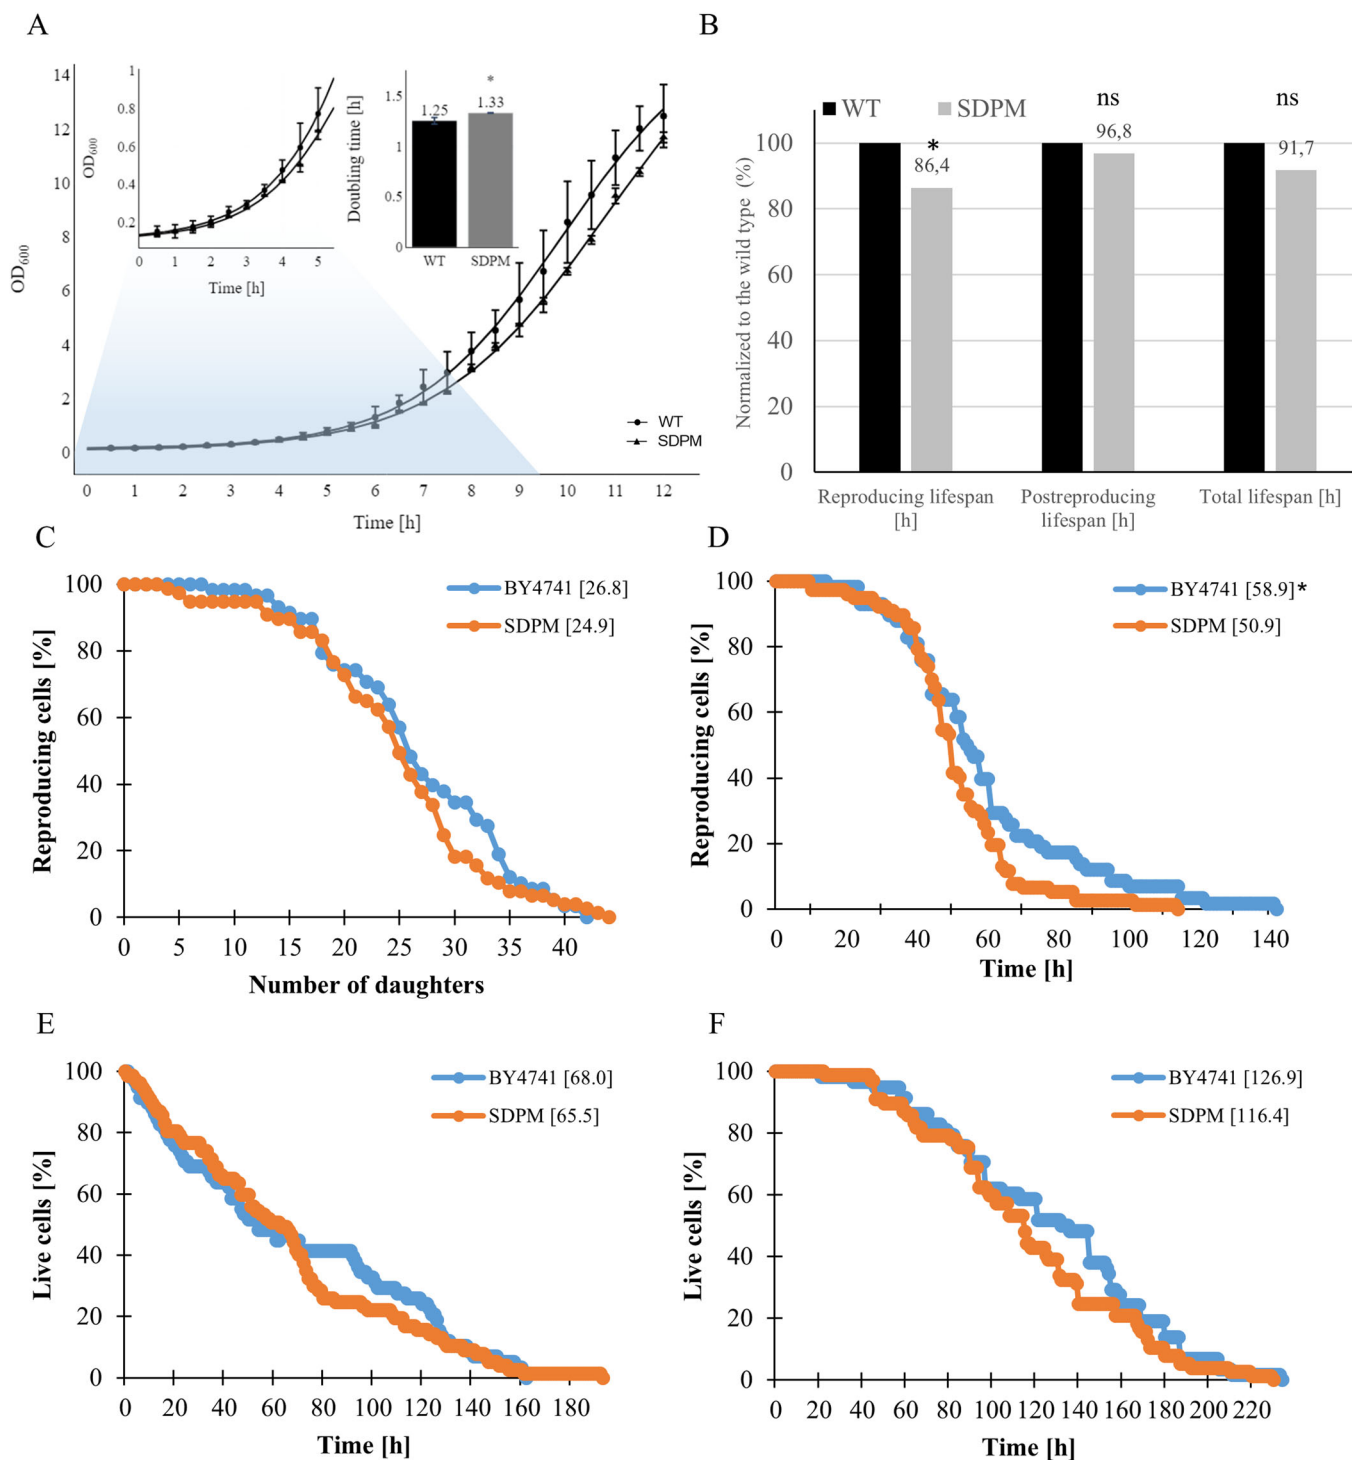 A
14
12
10
8
6
4
2
0
OD600
0 1 2 3 4 5 6 7 8 9 10 11 12
Time [h]
WT
SDPM
1
0.8
0.6
0.4
0.2
OD600
0 1 2 3 4 5
Time [h]
1.5
1
0.5
0
Doubling time [h]
1.25
*
1.33
WT SDPM
B
WT SDPM
ns
ns
100
80
60
40
20
0
Normalized to the wild type (%)
*
86,4
96,8
91,7
Reproducing lifespan
[h]
Postreproducing
lifespan [h]
Total lifespan [h]
C
100
80
60
40
20
0
Reproducing cells [%]
BY4741 [26.8]
SDPM [24.9]
0 5 10 15 20 25 30 35 40
Number of daughters
D
100
80
60
40
20
0
Reproducing cells [%]
BY4741 [58.9]*
SDPM [50.9]
0 20 40 60 80 100 120 140
Time [h]
E
100
80
60
40
20
0
Live cells [%]
BY4741 [68.0]
SDPM [65.5]
0 20 40 60 80 100 120 140 160 180
Time [h]
F
100
80
60
40
20
0
Live cells [%]
BY4741 [126.9]
SDPM [116.4]
0 20 40 60 80 100 120 140 160 180 200 220
Time [h]